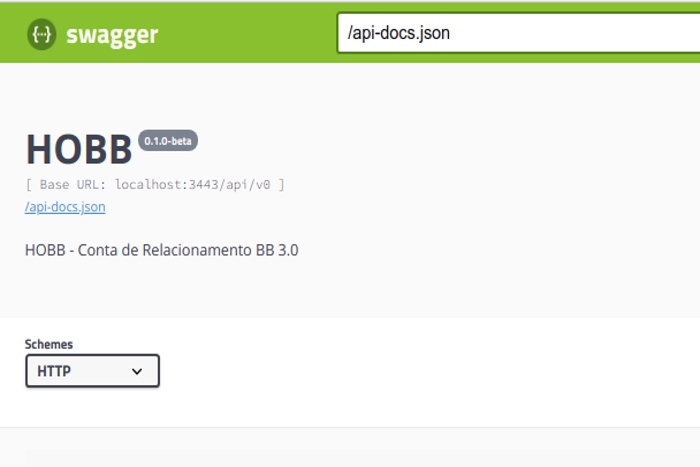 {...} swagger
/api-docs.json
HOBB 0.1.0-beta
[ Base URL: localhost:3443/api/v0 ]
/api-docs.json
HOBB - Conta de Relacionamento BB 3.0
Schemes
HTTP